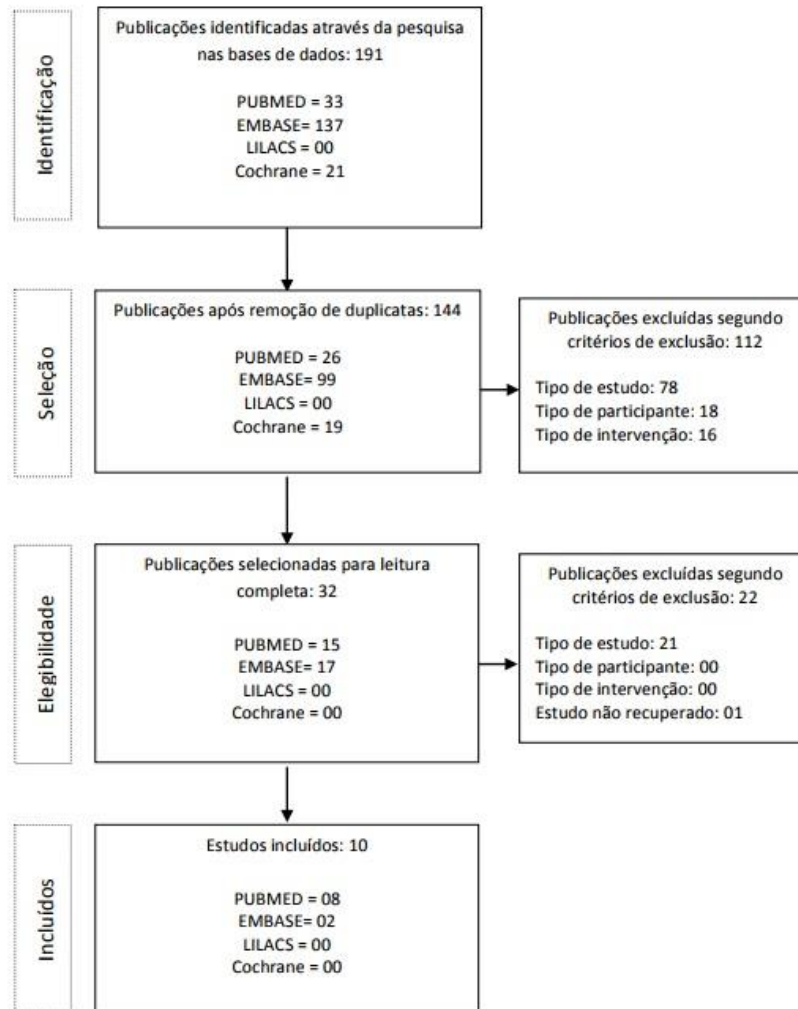 Identificação
Publicações identificadas através da pesquisa
nas bases de dados: 191
PUBMED = 33
EMBASE= 137
LILACS = 00
Cochrane = 21
Seleção
Publicações após remoção de duplicatas: 144
PUBMED = 26
EMBASE= 99
LILACS = 00
Cochrane = 19
Publicações excluídas segundo
critérios de exclusão: 112
Tipo de estudo: 78
Tipo de participante: 18
Tipo de intervenção: 16
Elegibilidade
Publicações selecionadas para leitura
completa: 32
PUBMED = 15
EMBASE = 17
LILACS = 00
Cochrane = 00
Publicações excluídas segundo
critérios de exclusão: 22
Tipo de estudo: 21
Tipo de participante: 00
Tipo de intervenção: 00
Estudo não recuperado: 01
Incluídos
Estudos incluídos: 10
PUBMED = 08
EMBASE= 02
LILACS = 00
Cochrane = 00